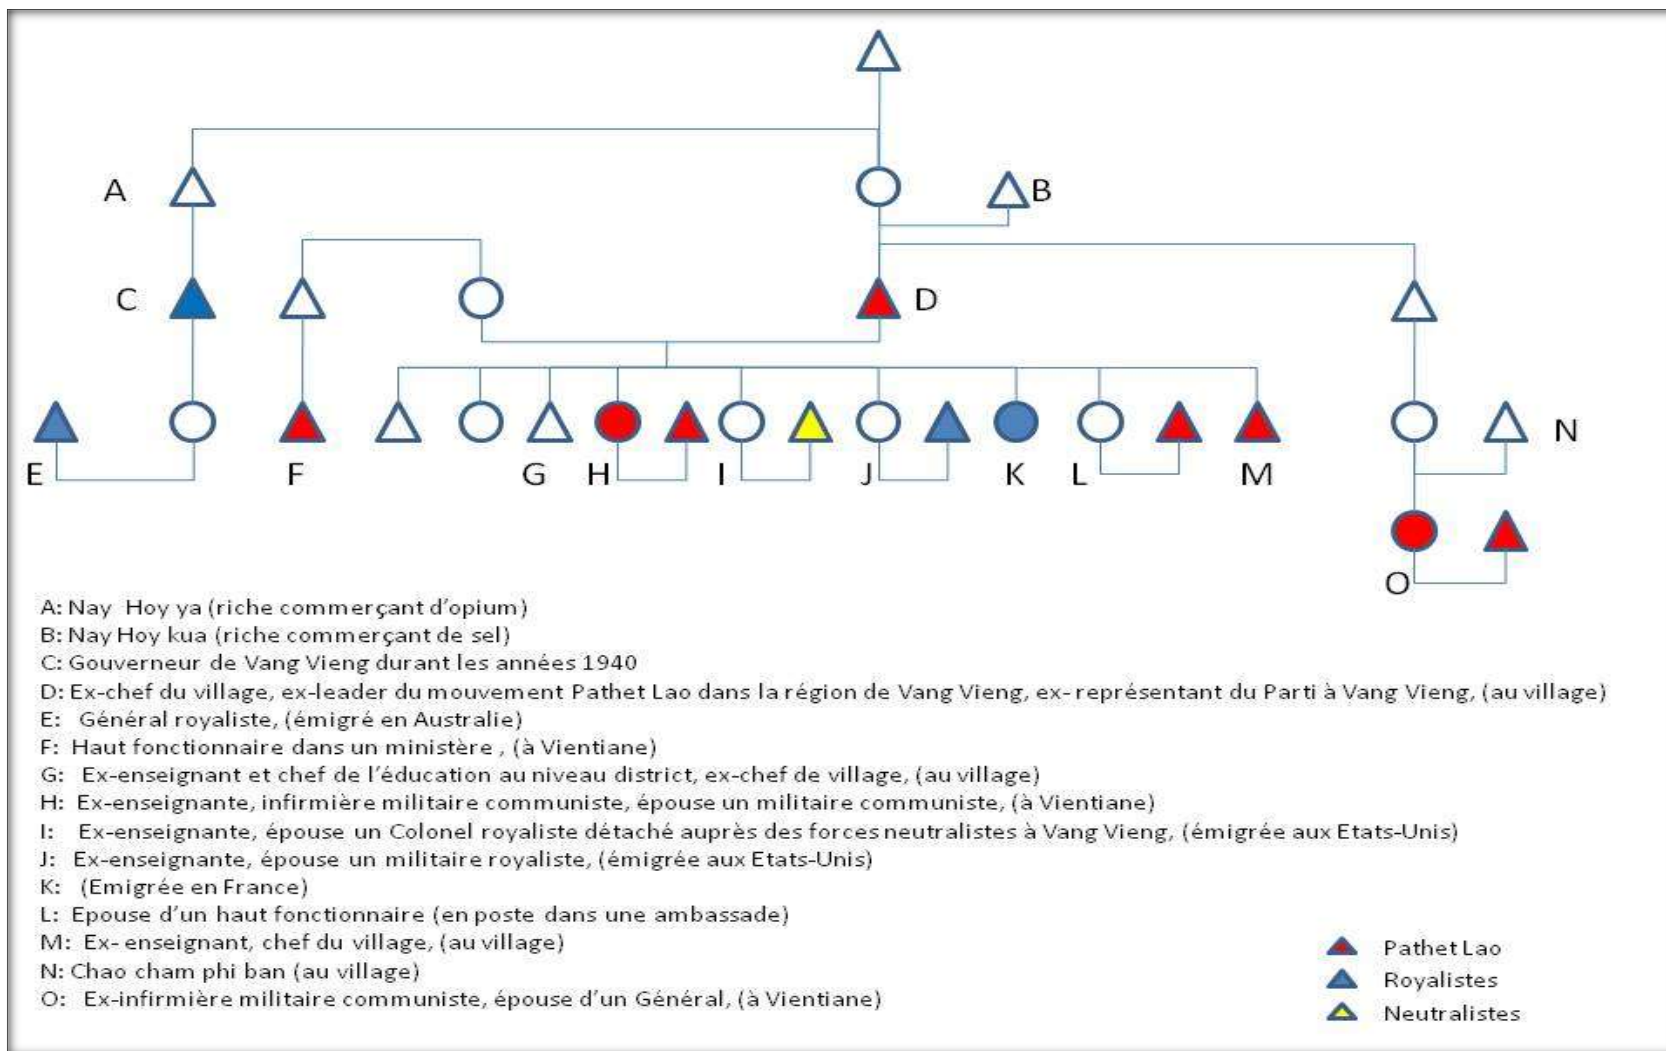 A
B
C
D
E
F
G
H
I
J
K
L
M
N
O
A: Nay Hoy ya (riche commerçant d'opium)
B: Nay Hoy kua (riche commerçant de sel)
C: Gouverneur de Vang Vieng durant les années 1940
D: Ex-chef du village, ex-leader du mouvement Pathet Lao dans la région de Vang Vieng, ex- représentant du Parti à Vang Vieng, (au village)
E: Général royaliste, (émigré en Australie)
F: Haut fonctionnaire dans un ministère , (à Vientiane)
G: Ex-enseignant et chef de l'éducation au niveau district, ex-chef de village, (au village)
H: Ex-enseignante, infirmière militaire communiste, épouse un militaire communiste, (à Vientiane)
I: Ex-enseignante, épouse un Colonel royaliste détaché auprès des forces neutralistes à Vang Vieng, (émigrée aux Etats-Unis)
J: Ex-enseignante, épouse un militaire royaliste, (émigrée aux Etats-Unis)
K: (Emigrée en France)
L: Epouse d'un haut fonctionnaire (en poste dans une ambassade)
M: Ex- enseignant, chef du village, (au village)
N: Chao cham phi ban (au village)
O: Ex-infirmière militaire communiste, épouse d'un Général, (à Vientiane)
Pathet Lao
Royalistes
Neutralistes